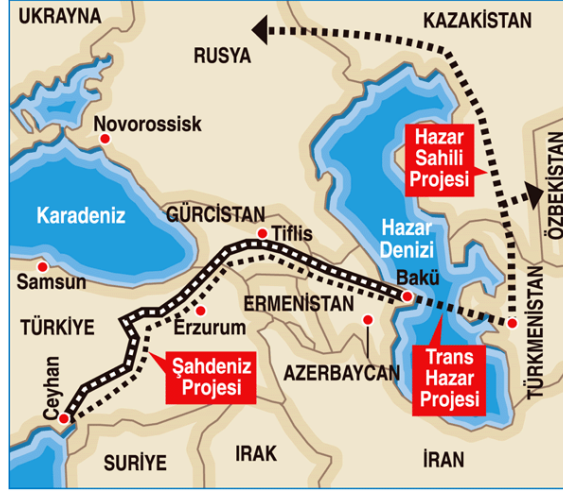 UKRAYNA
KAZAKİSTAN
RUSYA
Novorossisk
Hazar
Sahili
Projesi
ÖZBEKİSTAN
Karadeniz
GÜRCİSTAN
Tiflis
Hazar
Denizi
Samsun
Bakü
ERMENİSTAN
TÜRKİYE
Erzurum
TÜRKMENİSTAN
Şahdeniz
Projesi
AZERBAYCAN
Trans
Hazar
Projesi
Ceyhan
SURİYE
IRAK
İRAN